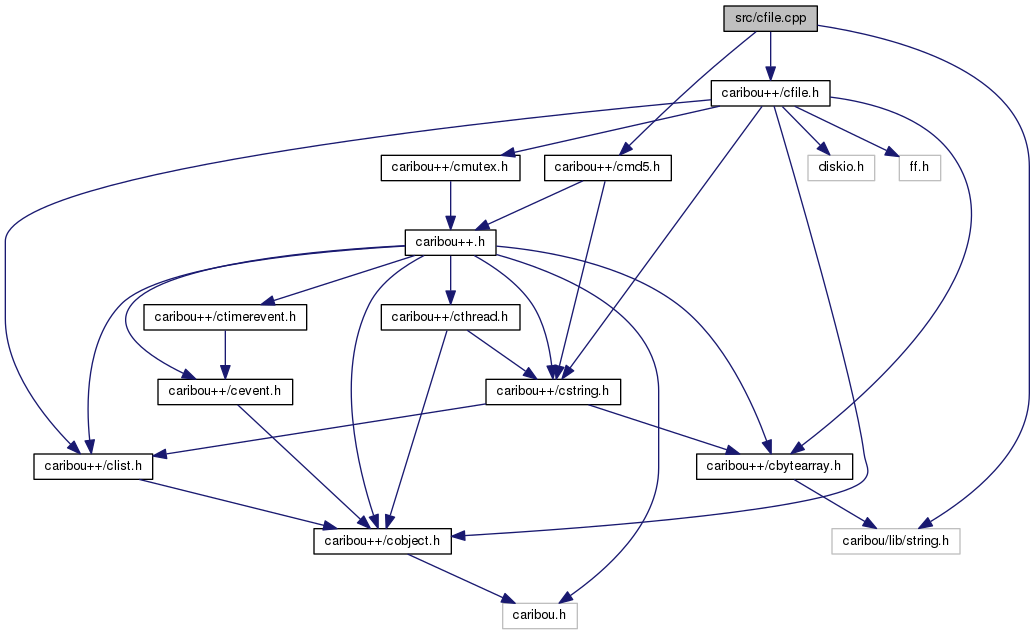 src/cfile.cpp
caribou++/cfile.h
caribou++/cmutex.h
caribou++/cmd5.h
diskio.h
ff.h
caribou++.h
caribou++/ctimerevent.h
caribou++/cthread.h
caribou++/cevent.h
caribou++/cstring.h
caribou++/clist.h
caribou++/cbytearray.h
caribou++/cobject.h
caribou/lib/string.h
caribou.h